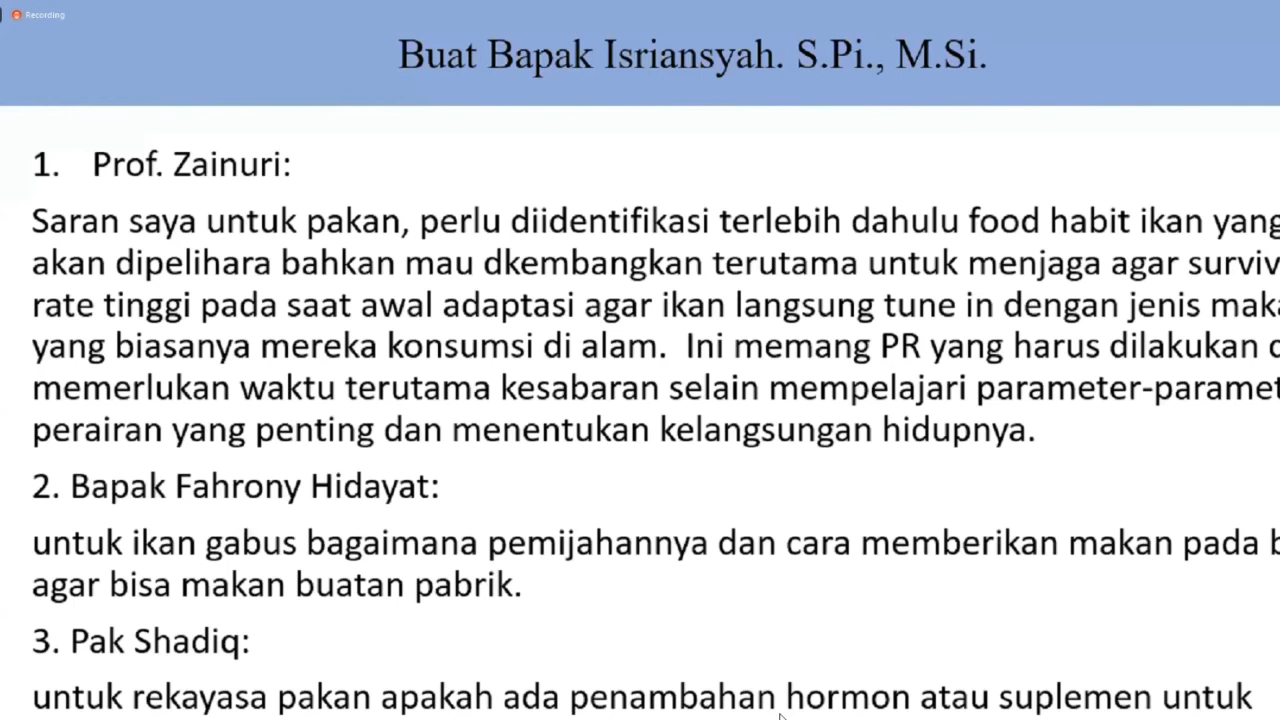 Recording
Buat Bapak Isriansyah. S.Pi., M.Si.
1. Prof. Zainuri:
Saran saya untuk pakan, perlu diidentifikasi terlebih dahulu food habit ikan yang
akan dipelihara bahkan mau dkembangkan terutama untuk menjaga agar surviv
rate tinggi pada saat awal adaptasi agar ikan langsung tune in dengan jenis mak
yang biasanya mereka konsumsi di alam. Ini memang PR yang harus dilakukan
memerlukan waktu terutama kesabaran selain mempelajari parameter-paramet
perairan yang penting dan menentukan kelangsungan hidupnya.
2. Bapak Fahrony Hidayat:
untuk ikan gabus bagaimana pemijahannya dan cara memberikan makan pada
agar bisa makan buatan pabrik.
3. Pak Shadiq:
untuk rekayasa pakan apakah ada penambahan hormon atau suplemen untuk